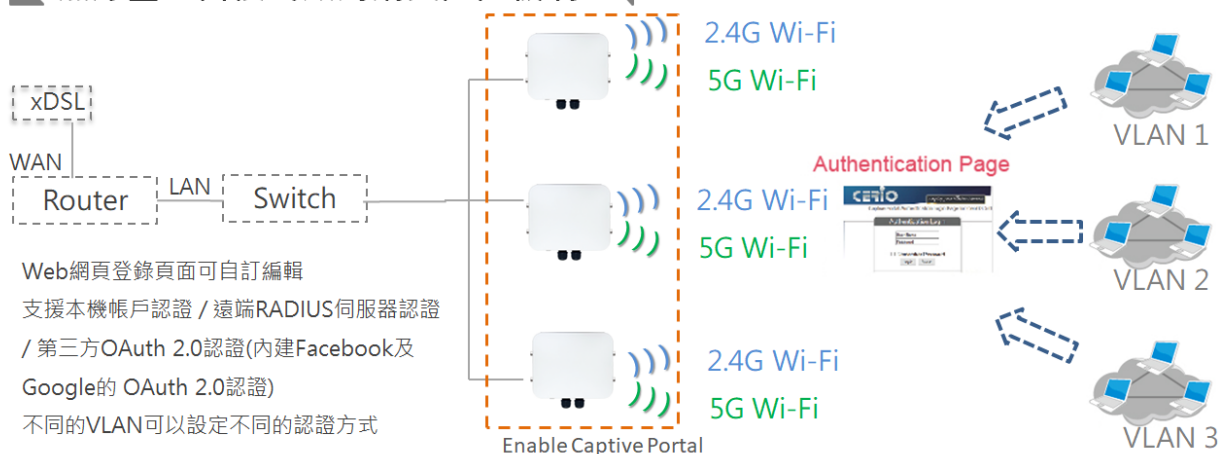 2.4G Wi-Fi
5G Wi-Fi
xDSL
WAN
Router
LAN
Switch
VLAN 1
Authentication Page
CERIO
2.4G Wi-Fi
5G Wi-Fi
VLAN 2
Web網頁登錄頁面可自訂編輯
支援本機帳戶認證 / 遠端RADIUS伺服器認證
/ 第三方OAuth 2.0認證(內建Facebook及
Google的 OAuth 2.0認證)
不同的VLAN可以設定不同的認證方式
2.4G Wi-Fi
5G Wi-Fi
VLAN 3
Enable Captive Portal